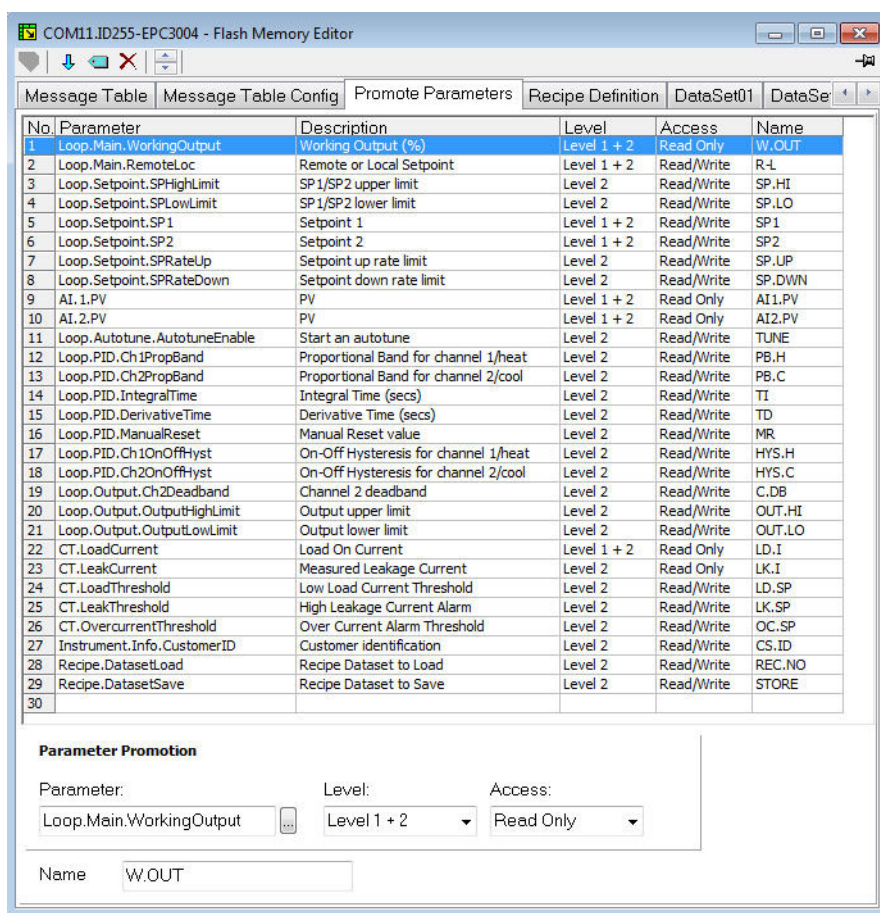 COM11.ID255-EPC3004 - Flash Memory Editor
Message Table Message Table Config Promote Parameters Recipe Definition DataSet01 DataSe
No. Parameter Description Level Access Name
1 Loop.Main.WorkingOutput Working Output (%) Level 1 + 2 Read Only W.OUT
2 Loop.Main.RemoteLoc Remote or Local Setpoint Level 1 + 2 Read/Write R-L
3 Loop.Setpoint.SPHighLimit SP1/SP2 upper limit Level 2 Read/Write SP.HI
4 Loop.Setpoint.SPLowLimit SP1/SP2 lower limit Level 2 Read/Write SP.LO
5 Loop.Setpoint.SP1 Setpoint 1 Level 1 + 2 Read/Write SP1
6 Loop.Setpoint.SP2 Setpoint 2 Level 1 + 2 Read/Write SP2
7 Loop.Setpoint.SPRateUp Setpoint up rate limit Level 2 Read/Write SP.UP
8 Loop.Setpoint.SPRateDown Setpoint down rate limit Level 2 Read/Write SP.DWN
9 AI.1.PV PV Level 1 + 2 Read Only AI1.PV
10 AI.2.PV PV Level 1 + 2 Read Only AI2.PV
11 Loop.Autotune.AutotuneEnable Start an autotune Level 2 Read/Write TUNE
12 Loop.PID.Ch1PropBand Proportional Band for channel 1/heat Level 2 Read/Write PB.H
13 Loop.PID.Ch2PropBand Proportional Band for channel 2/cool Level 2 Read/Write PB.C
14 Loop.PID.IntegralTime Integral Time (secs) Level 2 Read/Write TI
15 Loop.PID.DerivativeTime Derivative Time (secs) Level 2 Read/Write TD
16 Loop.PID.ManualReset Manual Reset value Level 2 Read/Write MR
17 Loop.PID.Ch1OnOffHyst On-Off Hysteresis for channel 1/heat Level 2 Read/Write HYS.H
18 Loop.PID.Ch2OnOffHyst On-Off Hysteresis for channel 2/cool Level 2 Read/Write HYS.C
19 Loop.Output.Ch2Deadband Channel 2 deadband Level 2 Read/Write C.DB
20 Loop.Output.OutputHighLimit Output upper limit Level 2 Read/Write OUT.HI
21 Loop.Output.OutputLowLimit Output lower limit Level 2 Read/Write OUT.LO
22 CT.LoadCurrent Load On Current Level 1 + 2 Read Only LD.I
23 CT.LeakCurrent Measured Leakage Current Level 2 Read Only LK.I
24 CT.LoadThreshold Low Load Current Threshold Level 2 Read/Write LD.SP
25 CT.LeakThreshold High Leakage Current Alarm Level 2 Read/Write LK.SP
26 CT.OvercurrentThreshold Over Current Alarm Threshold Level 2 Read/Write OC.SP
27 Instrument.Info.CustomerID Customer identification Level 2 Read/Write CS.ID
28 Recipe.DatasetLoad Recipe Dataset to Load Level 2 Read/Write REC.NO
29 Recipe.DatasetSave Recipe Dataset to Save Level 2 Read/Write STORE
30
Parameter Promotion
Parameter: Level: Access:
Loop.Main.WorkingOutput ... Level 1 + 2 Read Only
Name W.OUT